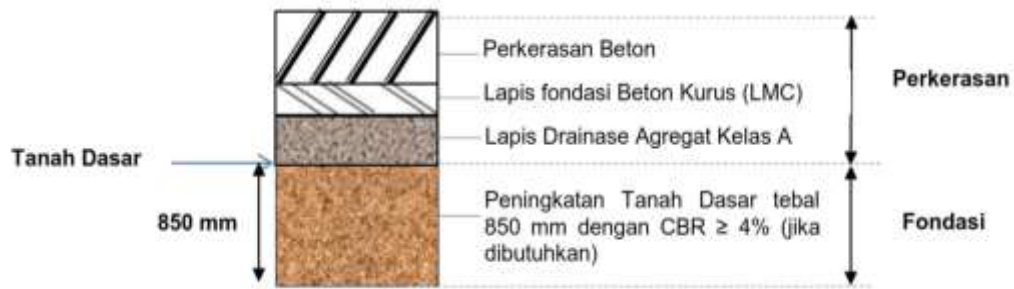 Perkerasan Beton
Perkerasan
Lapis fondasi Beton Kurus (LMC)
Lapis Drainase Agregat Kelas A
Tanah Dasar
850 mm
Peningkatan Tanah Dasar tebal
850 mm dengan CBR ≥ 4% (jika
dibutuhkan)
Fondasi